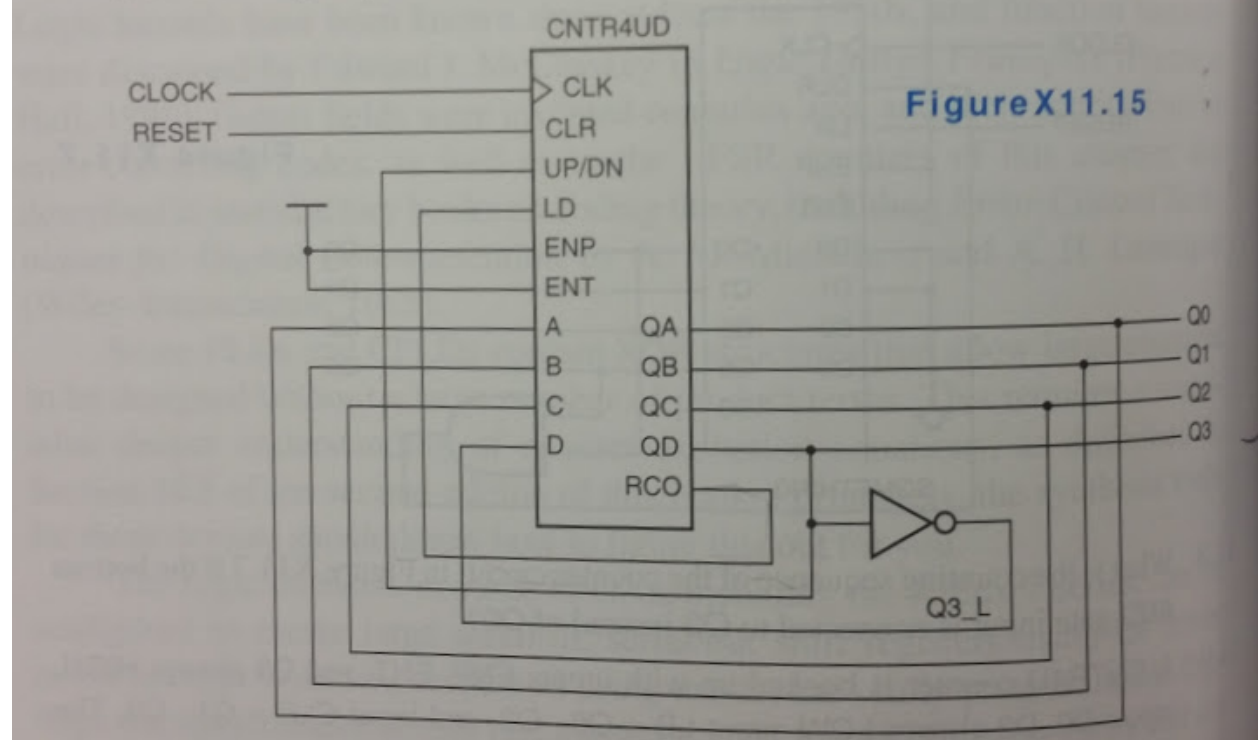 CNTR4UD
CLOCK
CLK
Figure X11.15
RESET
CLR
UP/DN
LD
ENP
ENT
A QA Q0
B QB Q1
C QC Q2
D QD Q3
RCO
Q3_L